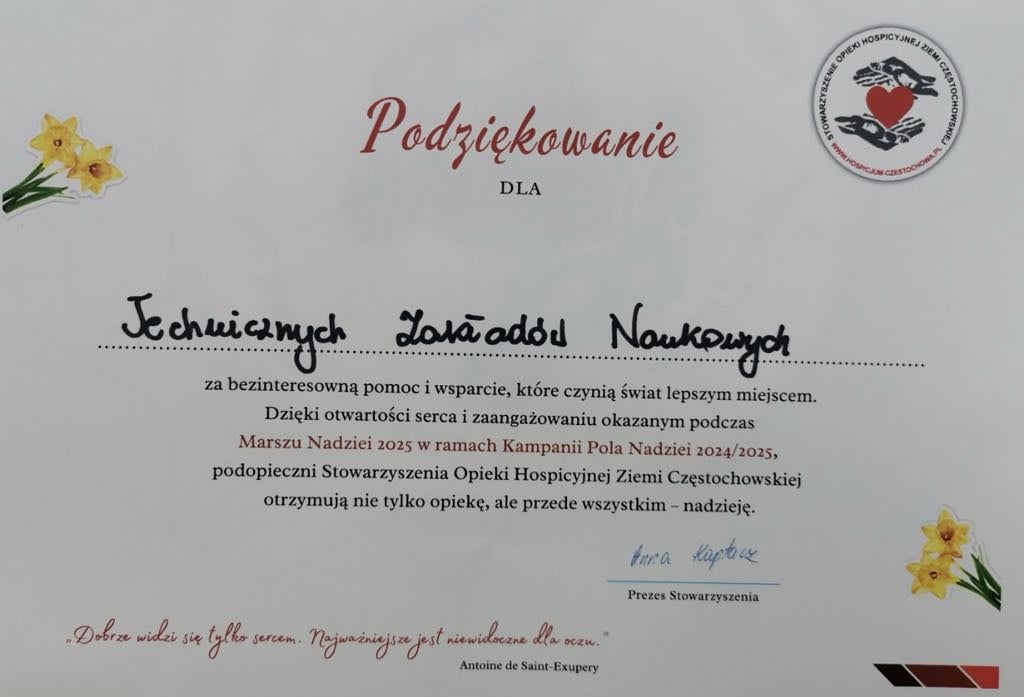 STOWARZYSZENIE OPIEKI HOSPICYJNEJ ZIEMI CZĘSTOCHOWSKIEJ
WWW.HOSPICJUM-CZESTOCHOWA.PL
Podziękowanie
DLA
Technicznych Zakładów Naukowych
za bezinteresowną pomoc i wsparcie, które czynią świat lepszym miejscem.
Dzięki otwartości serca i zaangażowaniu okazanym podczas
Marszu Nadziei 2025 w ramach Kampanii Pola Nadziei 2024/2025,
podopieczni Stowarzyszenia Opieki Hospicyjnej Ziemi Częstochowskiej
otrzymują nie tylko opiekę, ale przede wszystkim – nadzieję.
Anna Kaptacz
Prezes Stowarzyszenia
„Dobrze widzi się tylko sercem. Najważniejsze jest niewidoczne dla oczu."
Antoine de Saint-Exupery